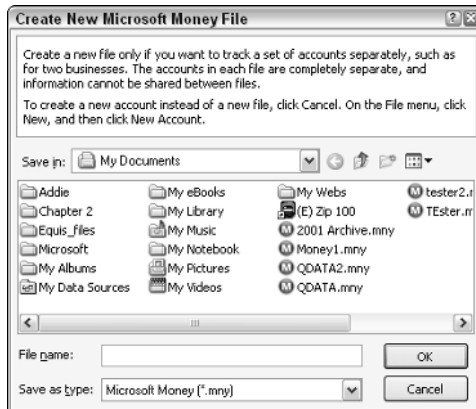 Create New Microsoft Money File
Create a new file only if you want to track a set of accounts separately, such as
for two businesses. The accounts in each file are completely separate, and
information cannot be shared between files.
To create a new account instead of a new file, click Cancel. On the File menu, click
New, and then click New Account.
Save in: My Documents
Addie My eBooks My Webs tester2.m
Chapter 2 My Library (E) Zip 100 TEster.m
Equis_files My Music 2001 Archive.mny
Microsoft My Notebook Money1.mny
My Albums My Pictures QDATA2.mny
My Data Sources My Videos QDATA.mny
File name: OK
Save as type: Microsoft Money (*.mny) Cancel